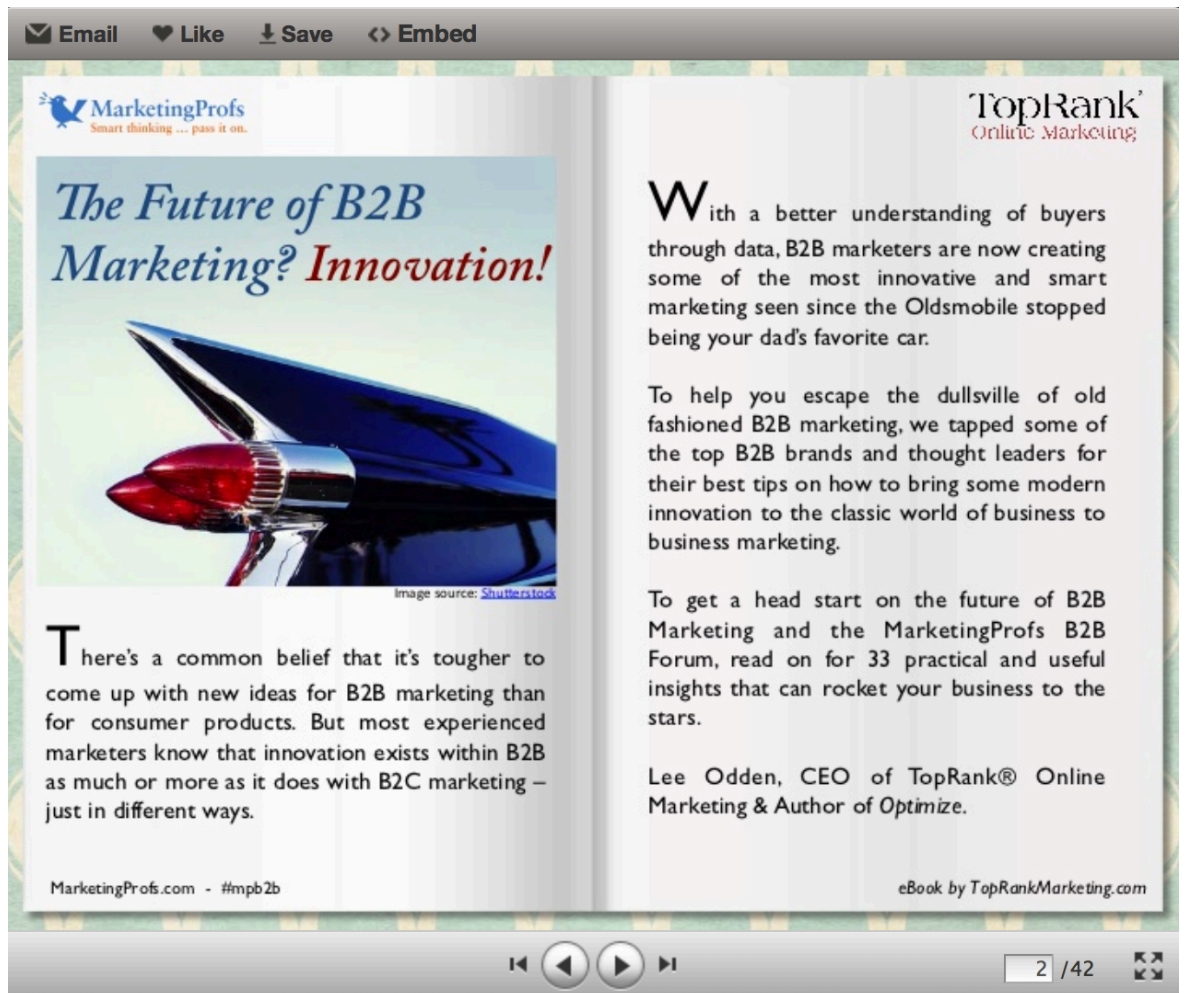 Email Like Save Embed
MarketingProfs
Smart thinking ... pass it on.
The Future of B2B
Marketing? Innovation!
Image source: Shutterstock
There's a common belief that it's tougher to
come up with new ideas for B2B marketing than
for consumer products. But most experienced
marketers know that innovation exists within B2B
as much or more as it does with B2C marketing –
just in different ways.
MarketingProfs.com - #mpb2b
TopRank®
Online Marketing
With a better understanding of buyers
through data, B2B marketers are now creating
some of the most innovative and smart
marketing seen since the Oldsmobile stopped
being your dad's favorite car.
To help you escape the dullsville of old
fashioned B2B marketing, we tapped some of
the top B2B brands and thought leaders for
their best tips on how to bring some modern
innovation to the classic world of business to
business marketing.
To get a head start on the future of B2B
Marketing and the MarketingProfs B2B
Forum, read on for 33 practical and useful
insights that can rocket your business to the
stars.
Lee Odden, CEO of TopRank® Online
Marketing & Author of Optimize.
eBook by TopRankMarketing.com
2 /42